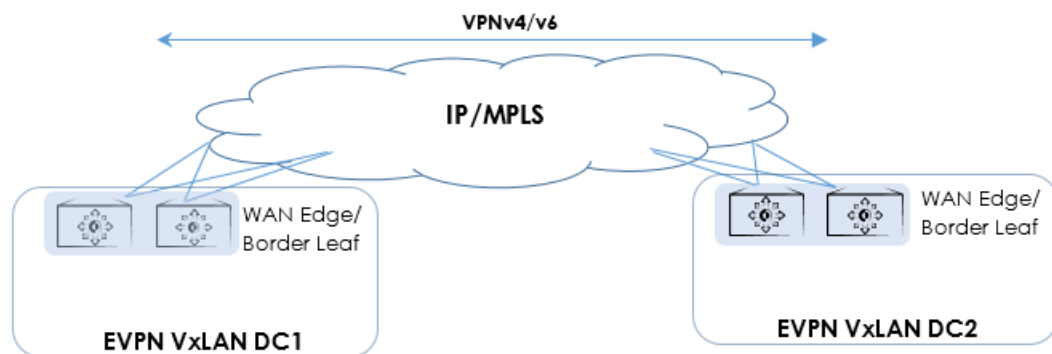 VPNv4/v6
IP/MPLS
WAN Edge/
Border Leaf
EVPN VxLAN DC1
WAN Edge/
Border Leaf
EVPN VxLAN DC2